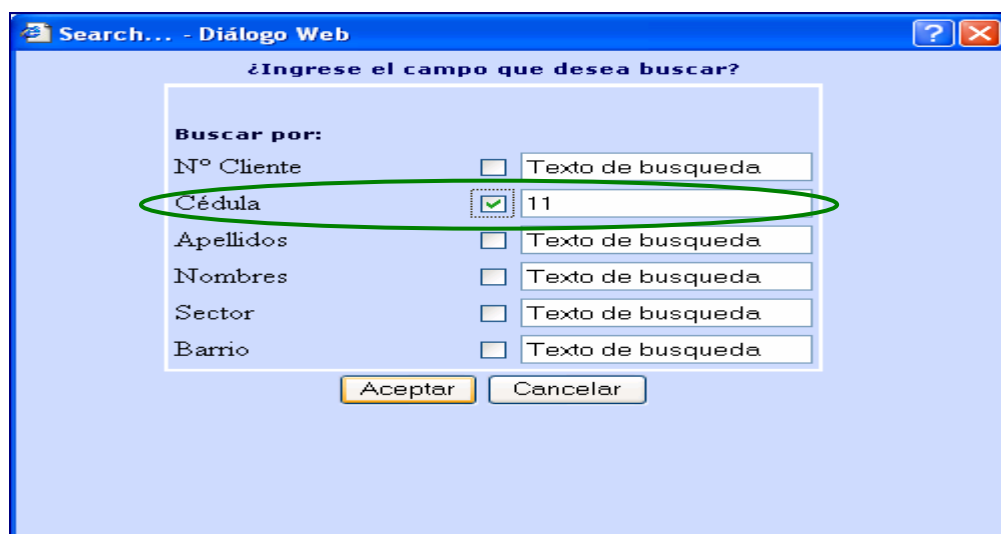 Search... - Diálogo Web
¿Ingrese el campo que desea buscar?
Buscar por:
Nº Cliente Texto de busqueda
Cédula 11
Apellidos Texto de busqueda
Nombres Texto de busqueda
Sector Texto de busqueda
Barrio Texto de busqueda
Aceptar Cancelar